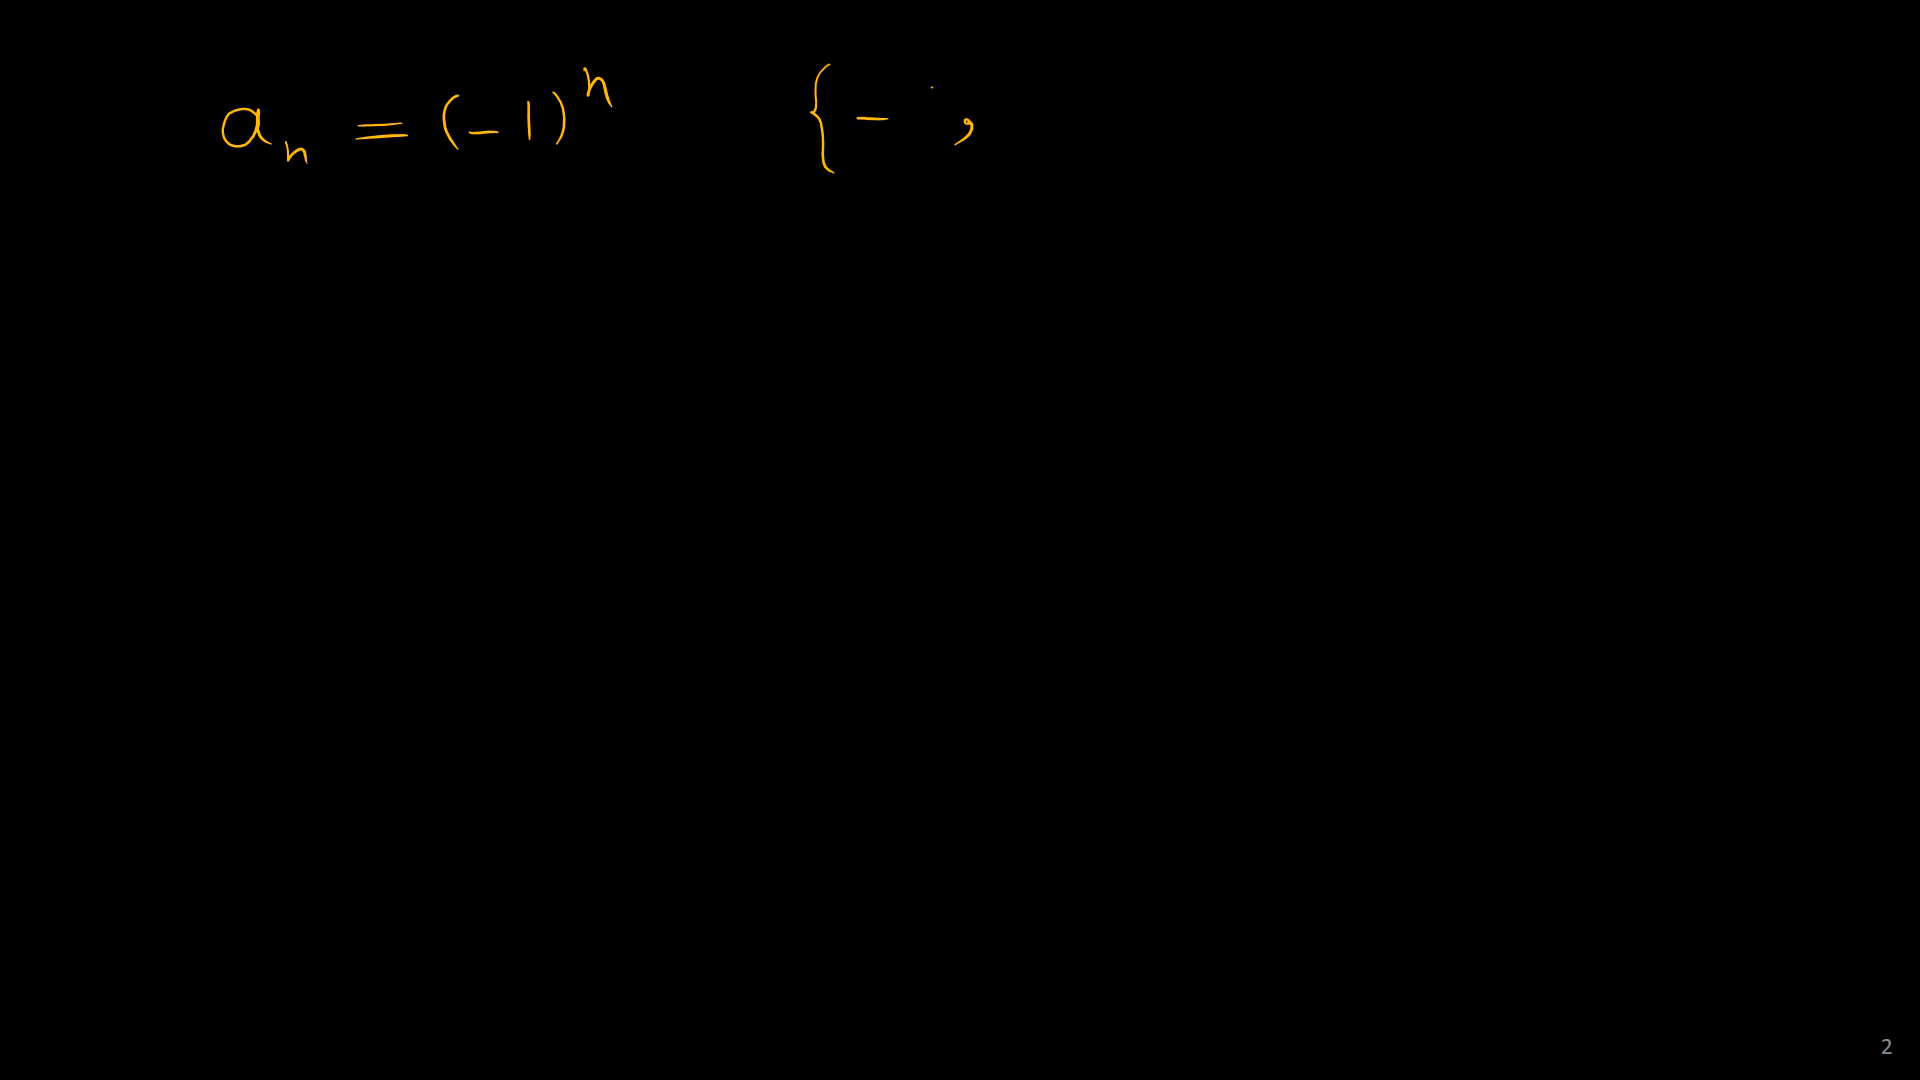 aₙ = (-1)ⁿ { - ,
2